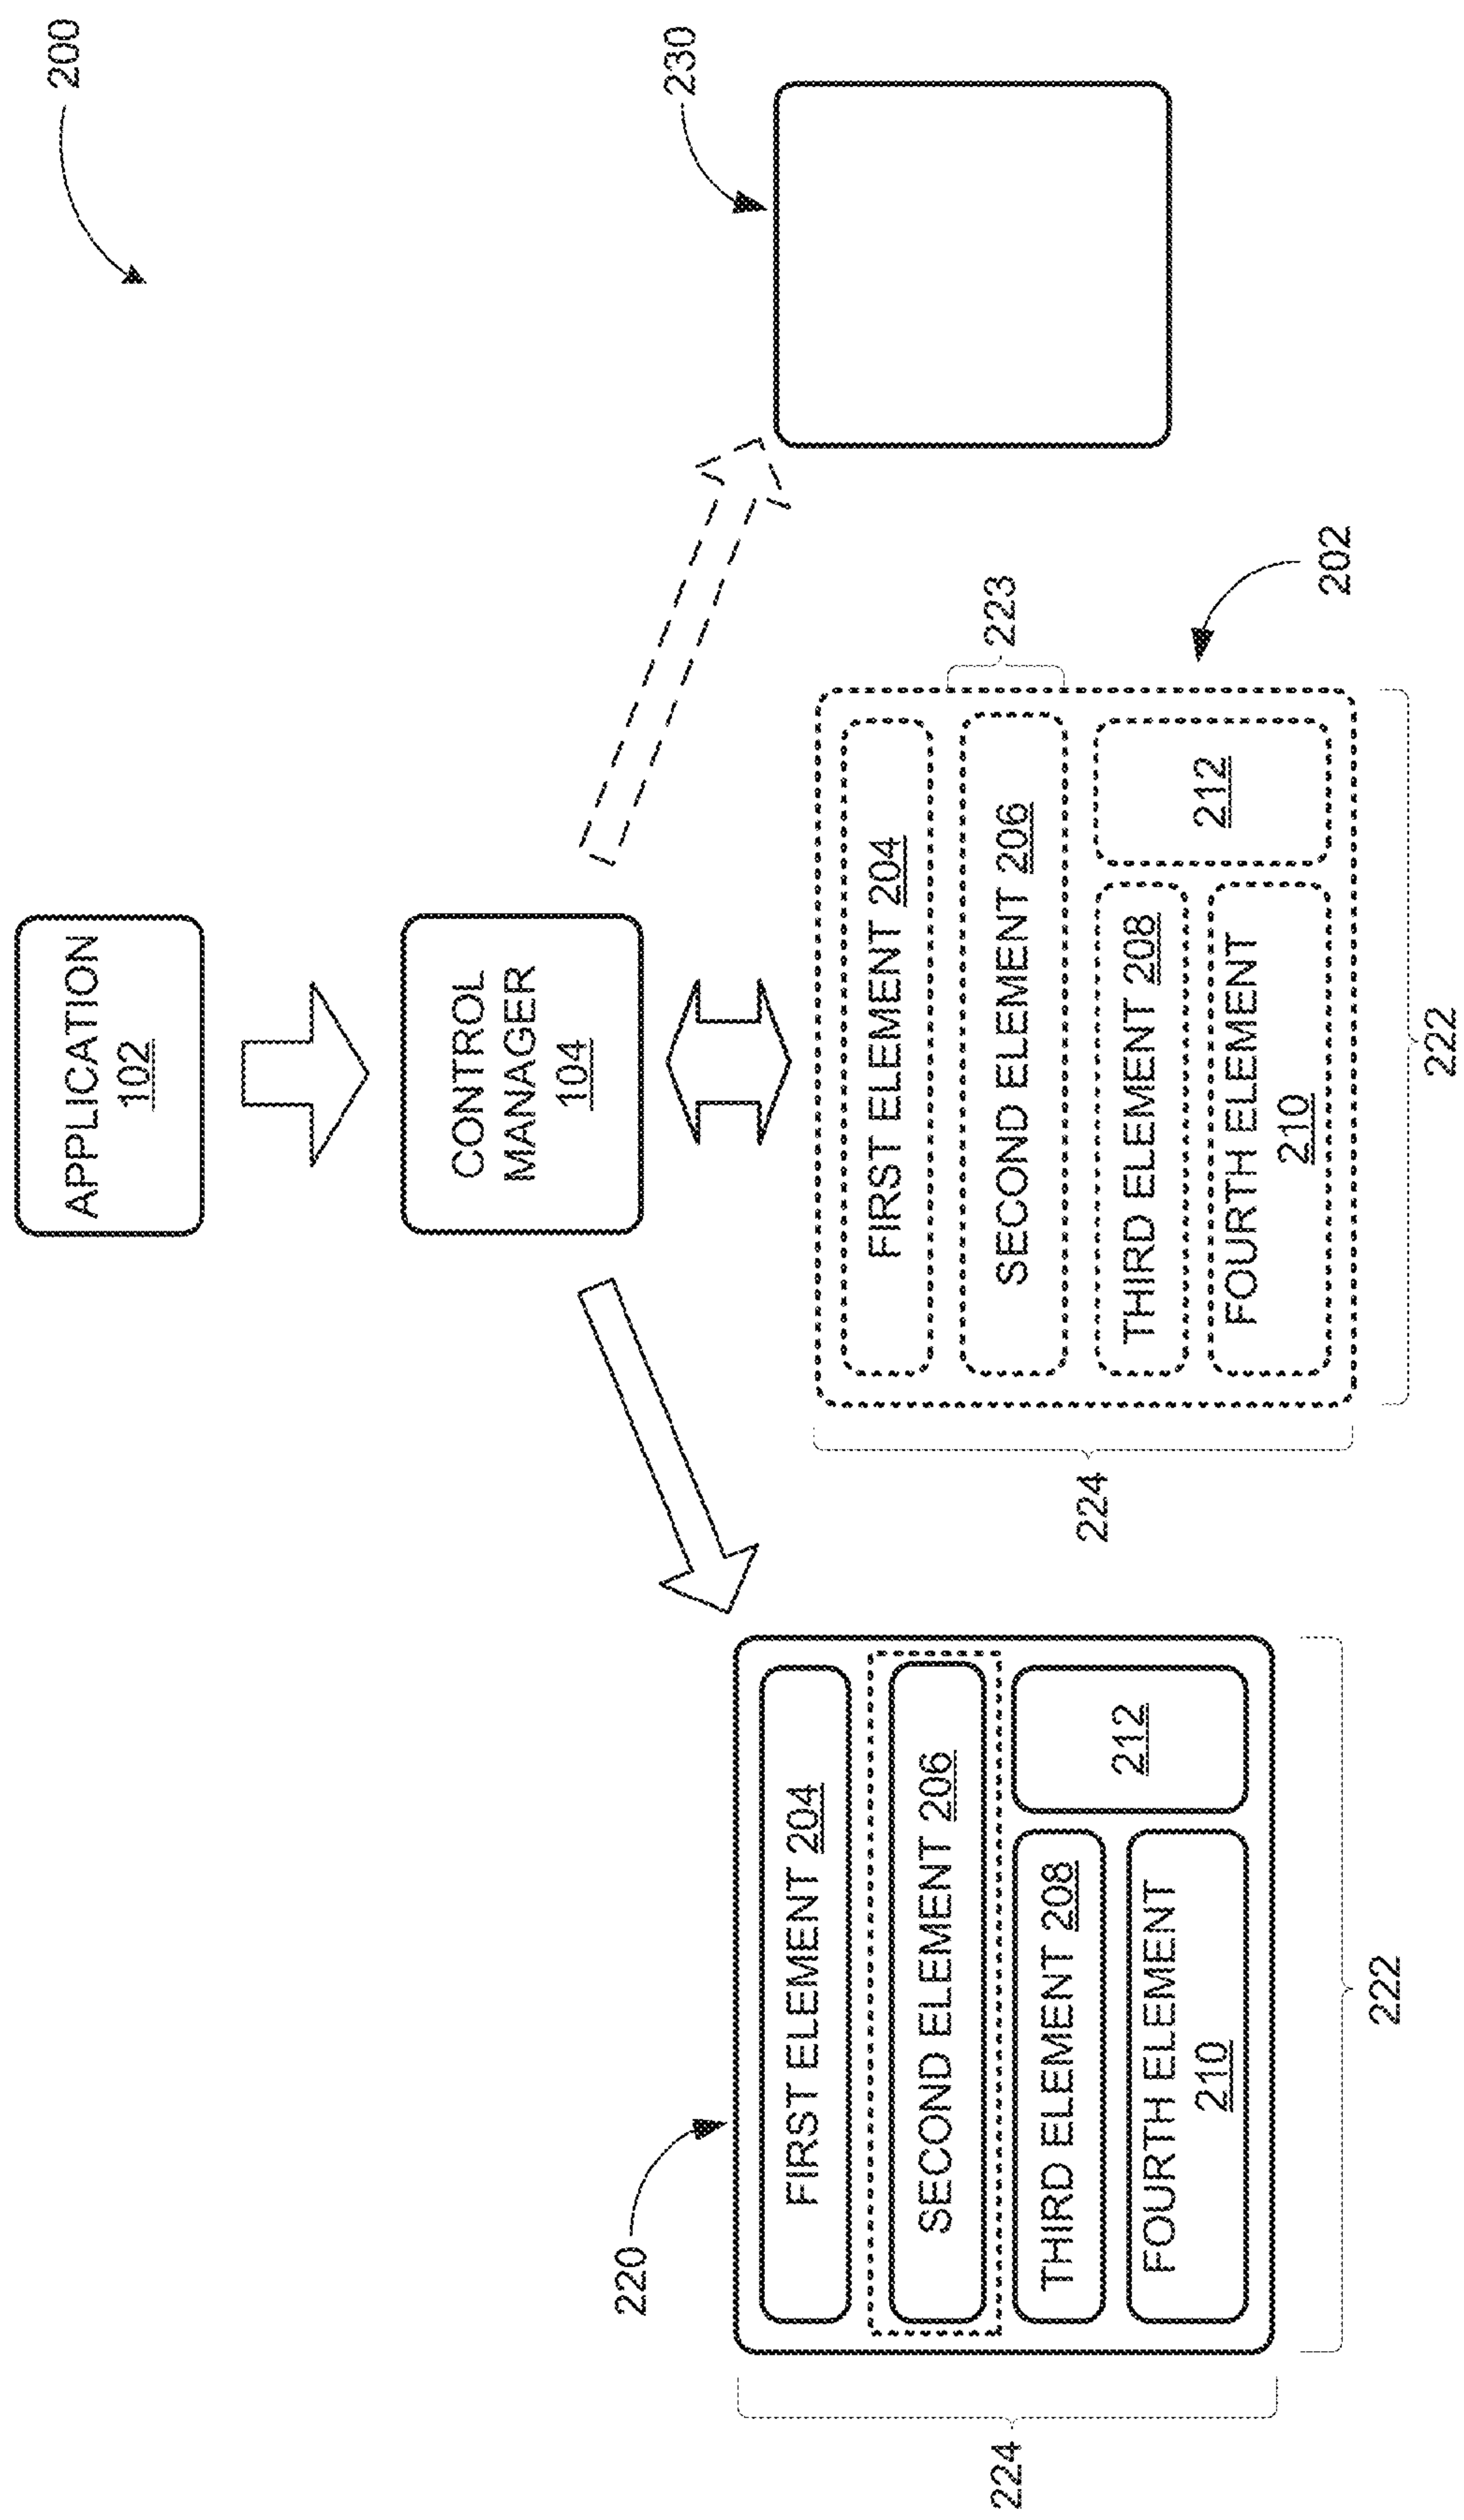 200
APPLICATION
102
CONTROL
MANAGER
104
230
220
FIRST ELEMENT 204
SECOND ELEMENT 206
THIRD ELEMENT 208
FOURTH ELEMENT
210
212
224
222
FIRST ELEMENT 204
SECOND ELEMENT 206
THIRD ELEMENT 208
FOURTH ELEMENT
210
212
223
202
224
222